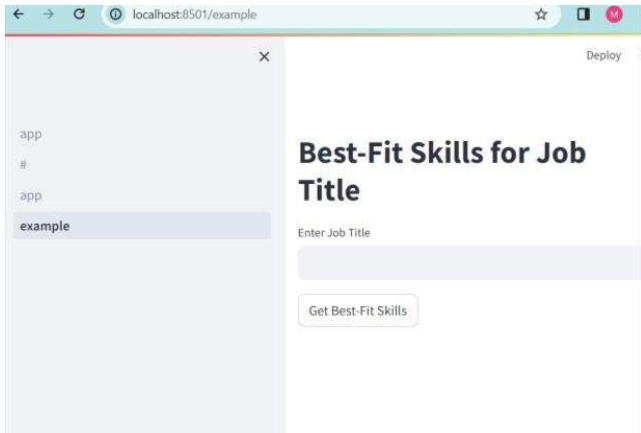 localhost:8501/example
M
Deploy
app
#
app
example
Best-Fit Skills for Job
Title
Enter Job Title
Get Best-Fit Skills